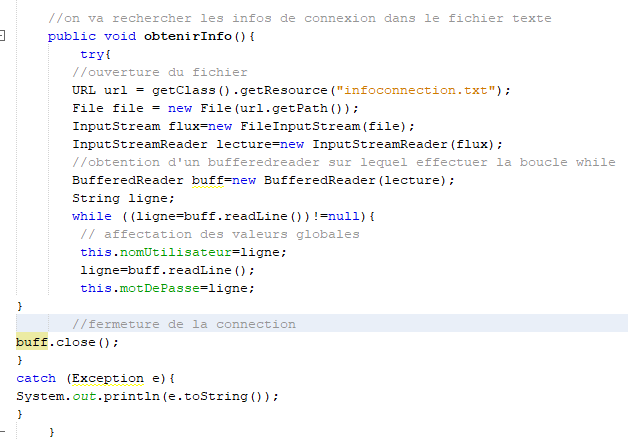 //on va rechercher les infos de connexion dans le fichier texte
public void obtenirInfo(){
try{
//ouverture du fichier
URL url = getClass().getResource("infoconnection.txt");
File file = new File(url.getPath());
InputStream flux=new FileInputStream(file);
InputStreamReader lecture=new InputStreamReader(flux);
//obtention d'un bufferedreader sur lequel effectuer la boucle while
BufferedReader buff=new BufferedReader(lecture);
String ligne;
while ((ligne=buff.readLine())!=null){
// affectation des valeurs globales
this.nomUtilisateur=ligne;
ligne=buff.readLine();
this.motDePasse=ligne;
}
//fermeture de la connection
buff.close();
}
catch (Exception e){
System.out.println(e.toString());
}
}